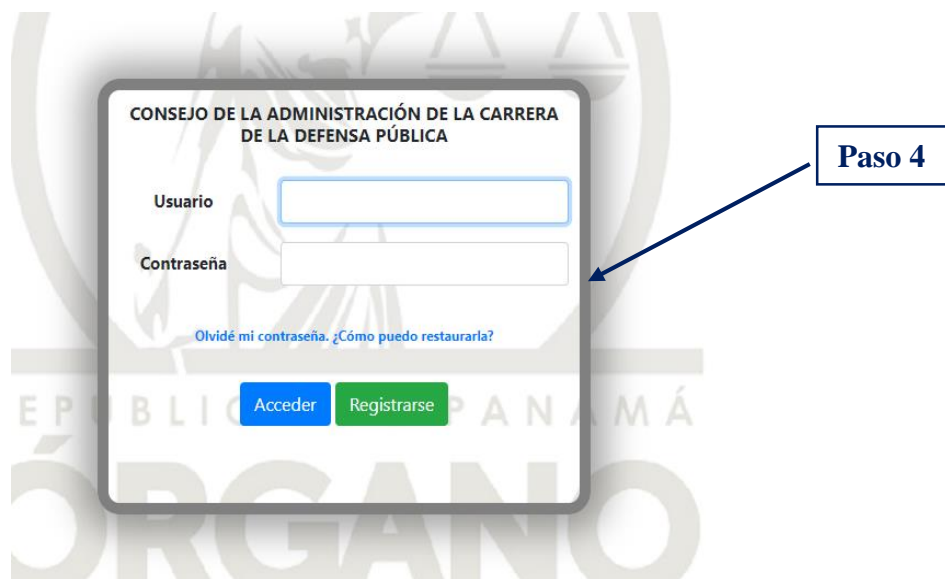 CONSEJO DE LA ADMINISTRACIÓN DE LA CARRERA
DE LA DEFENSA PÚBLICA
Paso 4
Usuario
Contraseña
Olvidé mi contraseña. ¿Cómo puedo restaurarla?
Acceder
Registrarse
PANAMÁ
ÓRGANO